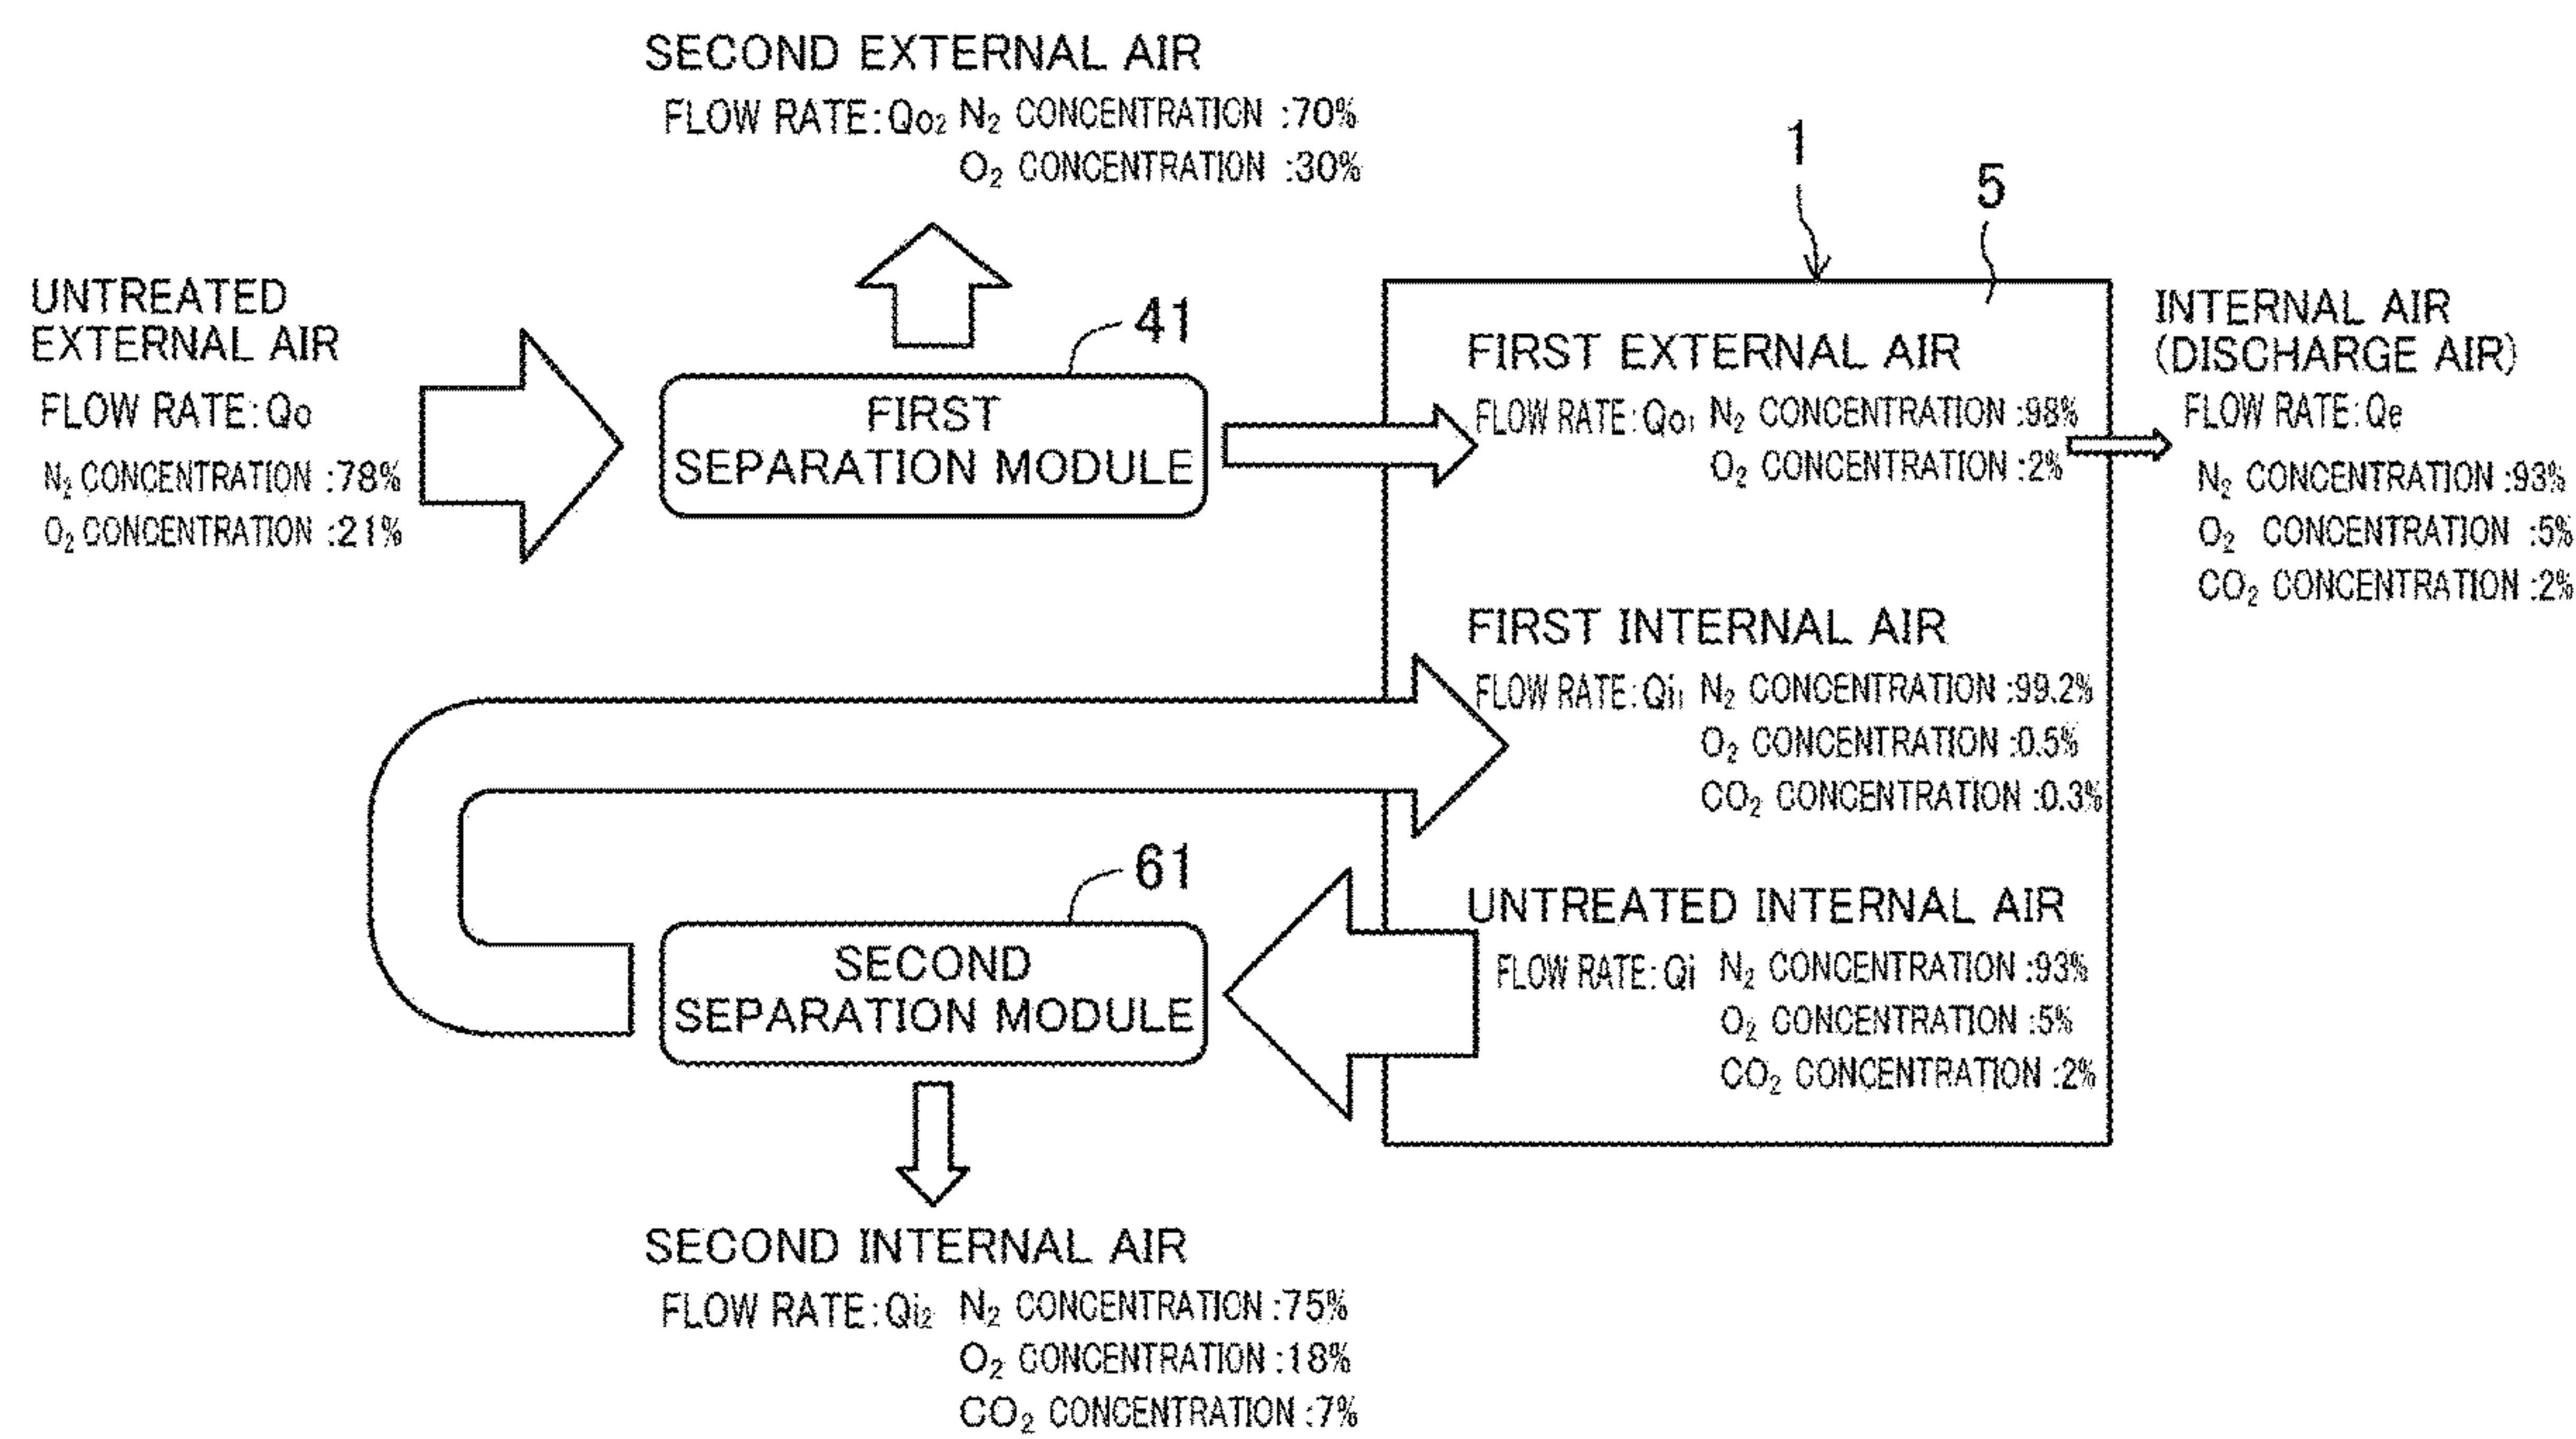 SECOND EXTERNAL AIR
FLOW RATE:Qo2 N2 CONCENTRATION :70%
O2 CONCENTRATION :30%
1
5
UNTREATED
EXTERNAL AIR
FLOW RATE:Qo
N2 CONCENTRATION :78%
O2 CONCENTRATION :21%
41
FIRST
SEPARATION MODULE
FIRST EXTERNAL AIR
FLOW RATE:Qo1 N2 CONCENTRATION :98%
O2 CONCENTRATION :2%
INTERNAL AIR
(DISCHARGE AIR)
FLOW RATE:Qe
N2 CONCENTRATION :93%
O2 CONCENTRATION :5%
CO2 CONCENTRATION :2%
FIRST INTERNAL AIR
FLOW RATE:Qi1 N2 CONCENTRATION :99.2%
O2 CONCENTRATION :0.5%
CO2 CONCENTRATION :0.3%
61
SECOND
SEPARATION MODULE
UNTREATED INTERNAL AIR
FLOW RATE:Qi N2 CONCENTRATION :93%
O2 CONCENTRATION :5%
CO2 CONCENTRATION :2%
SECOND INTERNAL AIR
FLOW RATE:Qi2 N2 CONCENTRATION :75%
O2 CONCENTRATION :18%
CO2 CONCENTRATION :7%